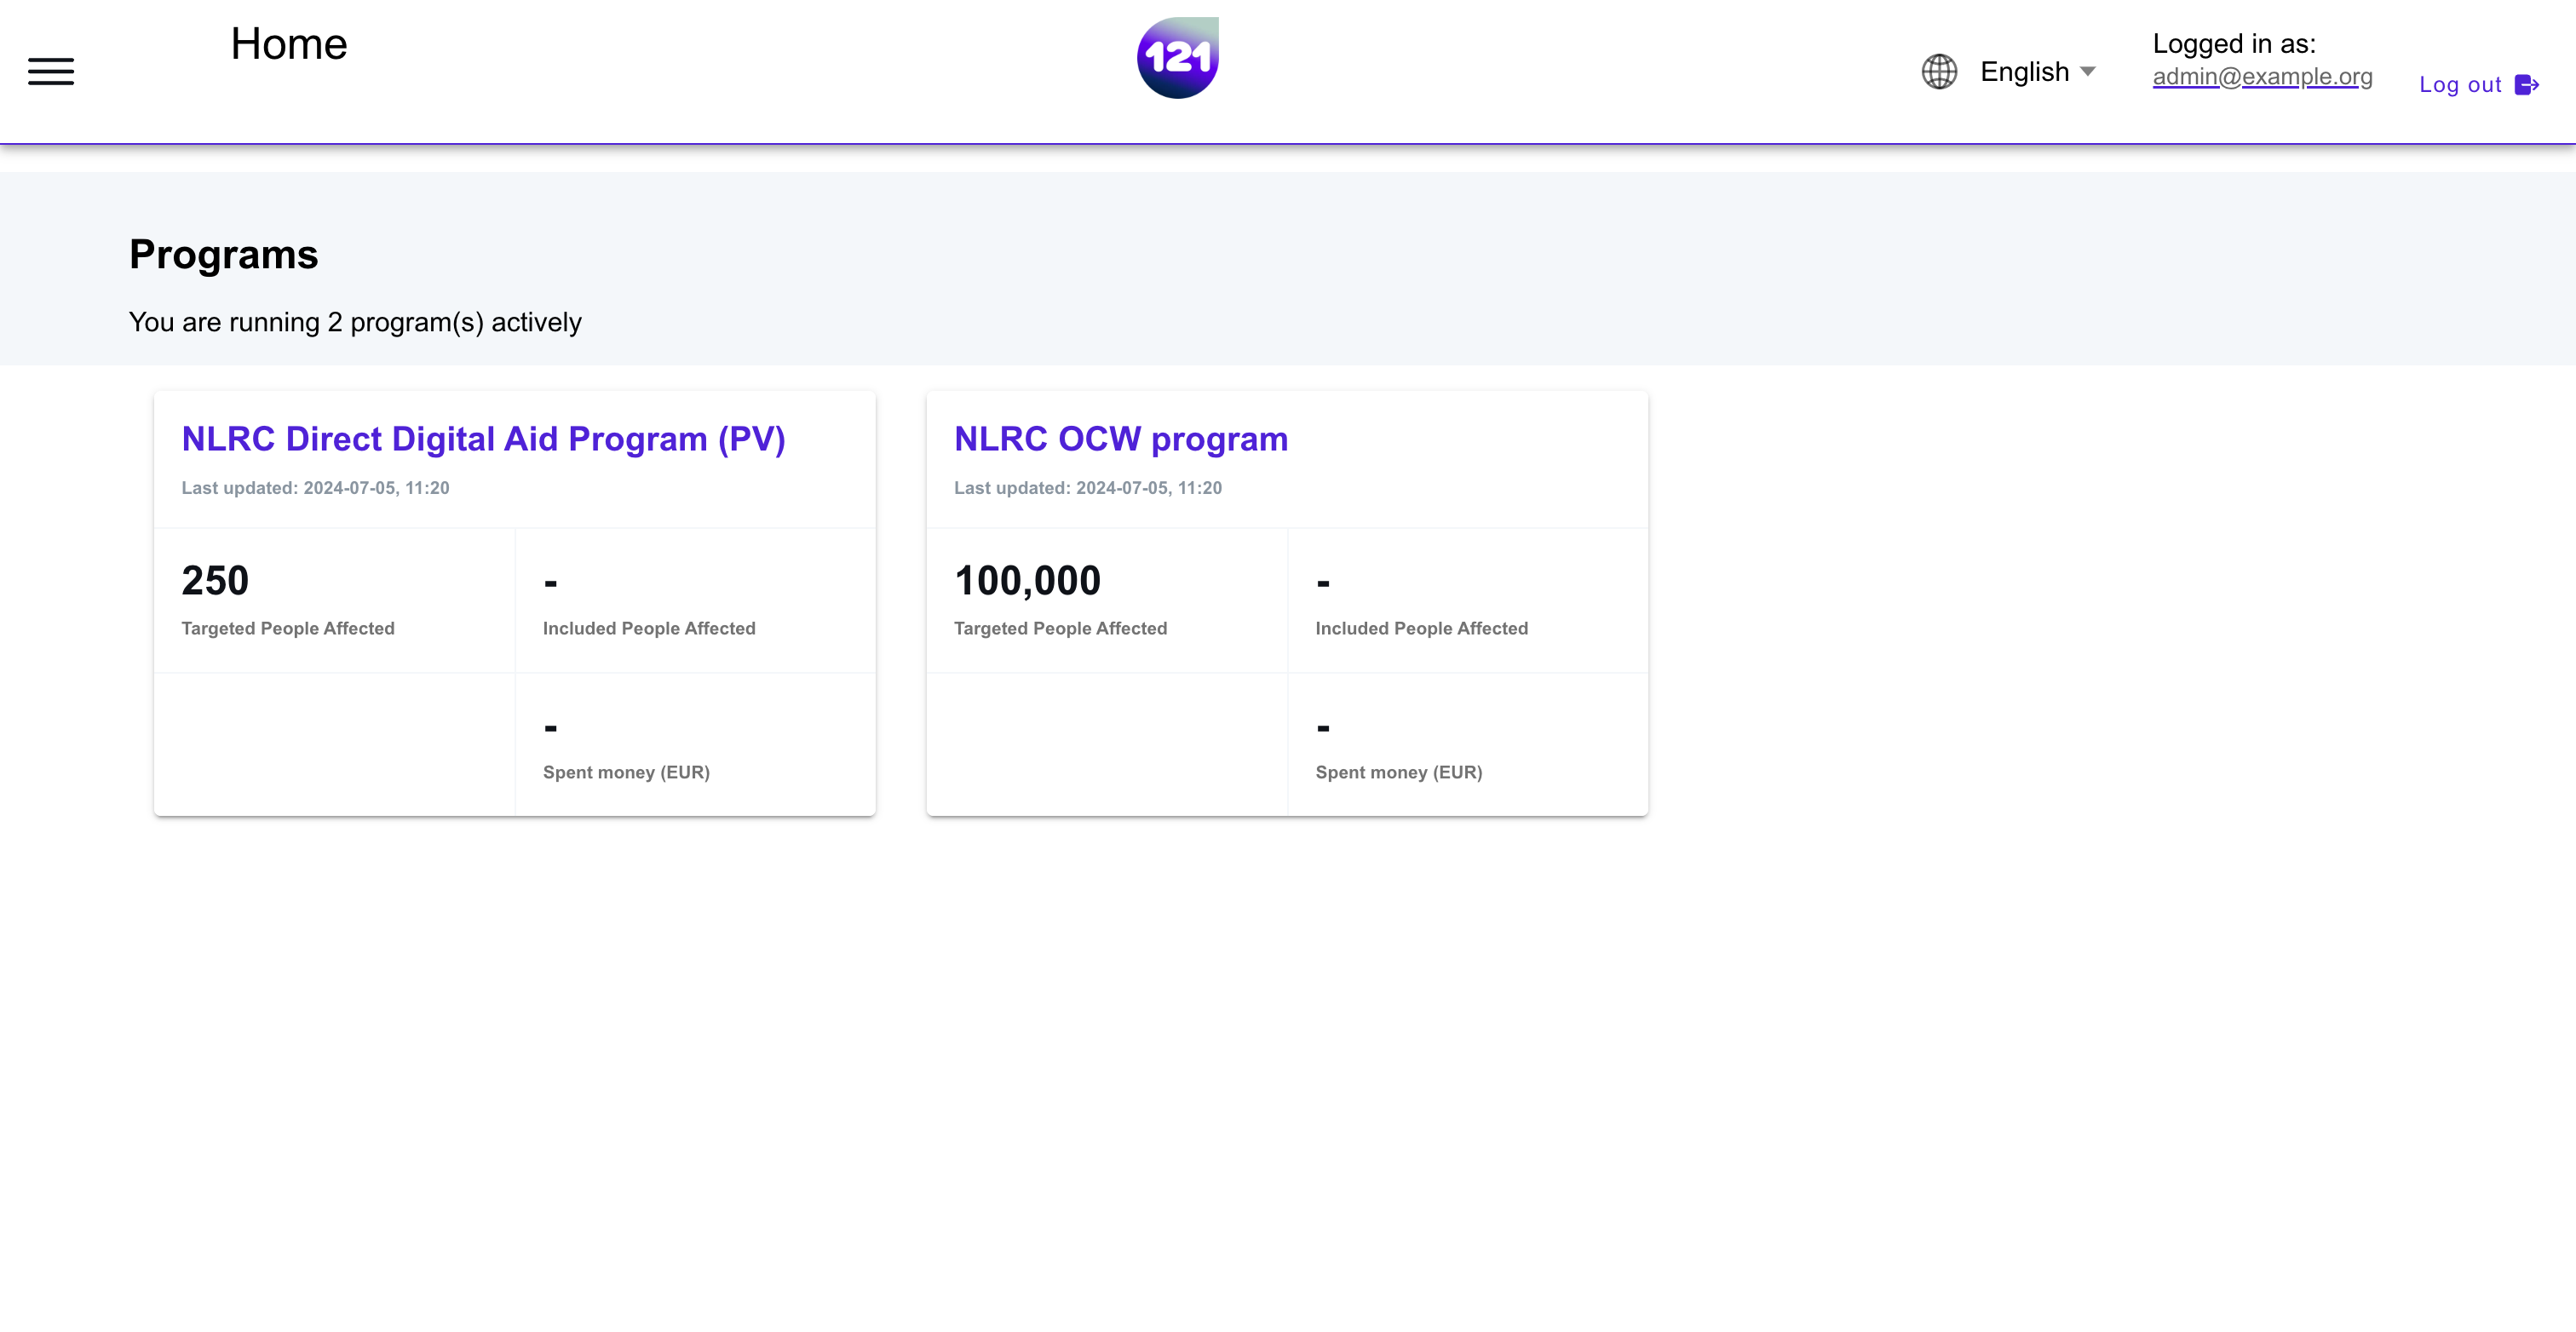 Home
121
English
Logged in as:
admin@example.org
Log out
Programs
You are running 2 program(s) actively
NLRC Direct Digital Aid Program (PV)
Last updated: 2024-07-05, 11:20
250
Targeted People Affected
-
Included People Affected
-
Spent money (EUR)
NLRC OCW program
Last updated: 2024-07-05, 11:20
100,000
Targeted People Affected
-
Included People Affected
-
Spent money (EUR)